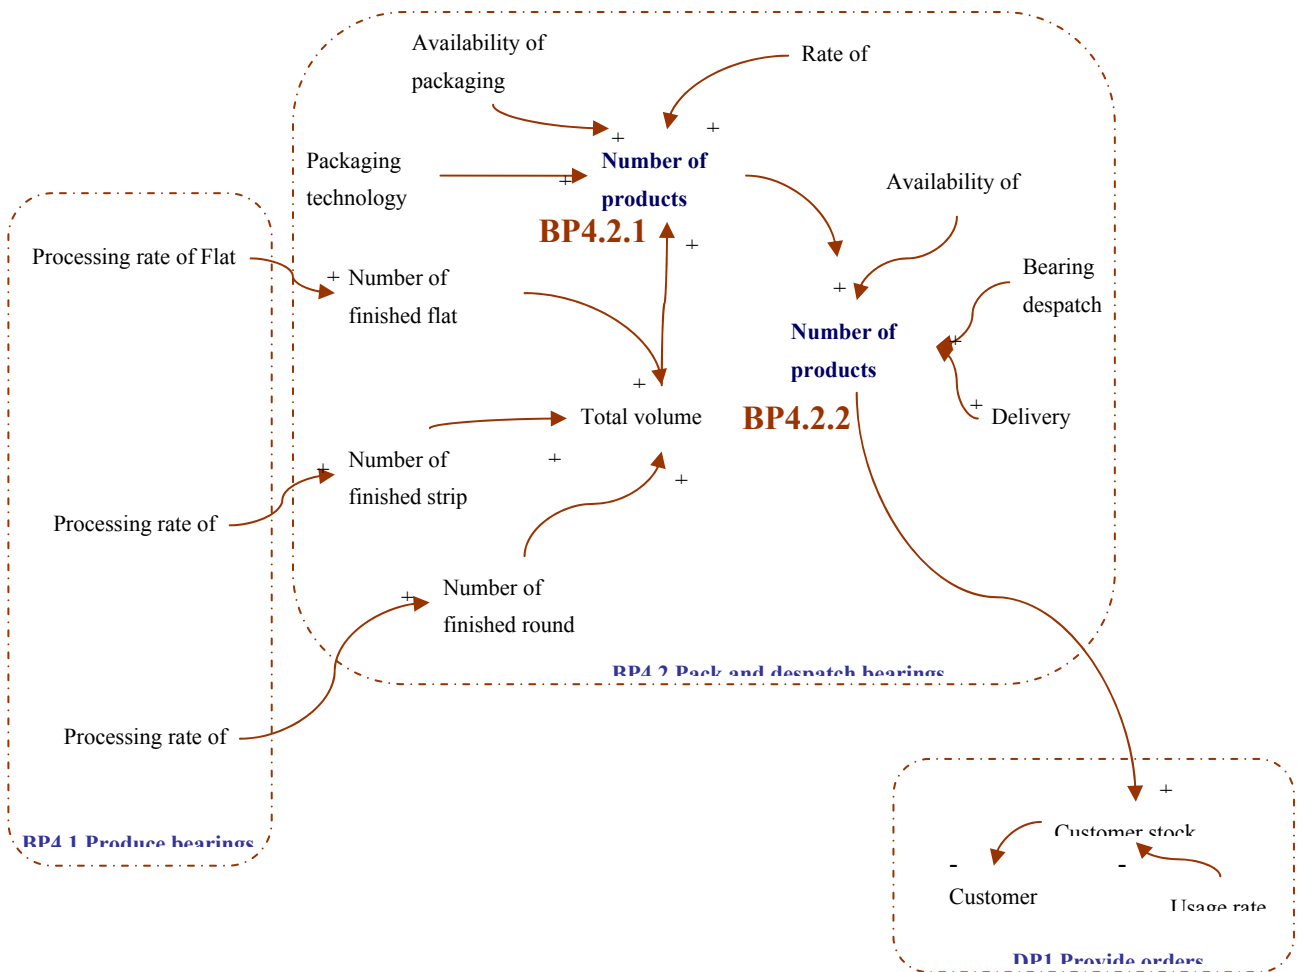 Availability of
packaging
Rate of
+
+
Packaging
technology
+
Number of
products
BP4.2.1
+
Availability of
Processing rate of Flat
+
Number of
finished flat
+
Bearing
despatch
Number of
products
BP4.2.2
+
+
Delivery
+
Total volume
+
Number of
finished strip
+
+
Processing rate of
+
Number of
finished round
BP4.2 Pack and despatch bearings
Processing rate of
BP4.1 Produce bearings
+
Customer stock
-
-
Customer
Usage rate
DP1 Provide orders